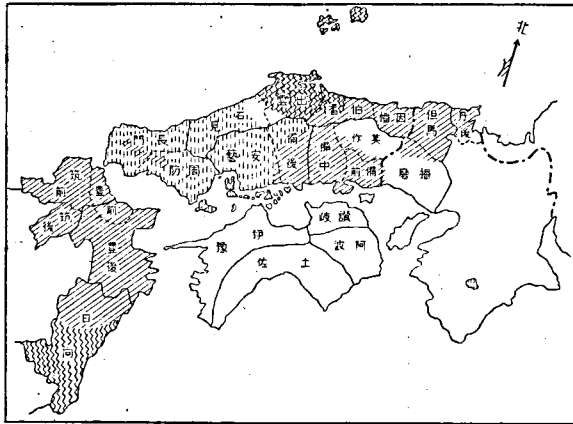 北
丹後
但馬
因幡
伯耆
出雲
石見
長門
美作
播磨
備前
備中
備後
安藝
周防
筑前
豊前
筑後
豊後
日向
讃岐
阿波
伊豫
土佐